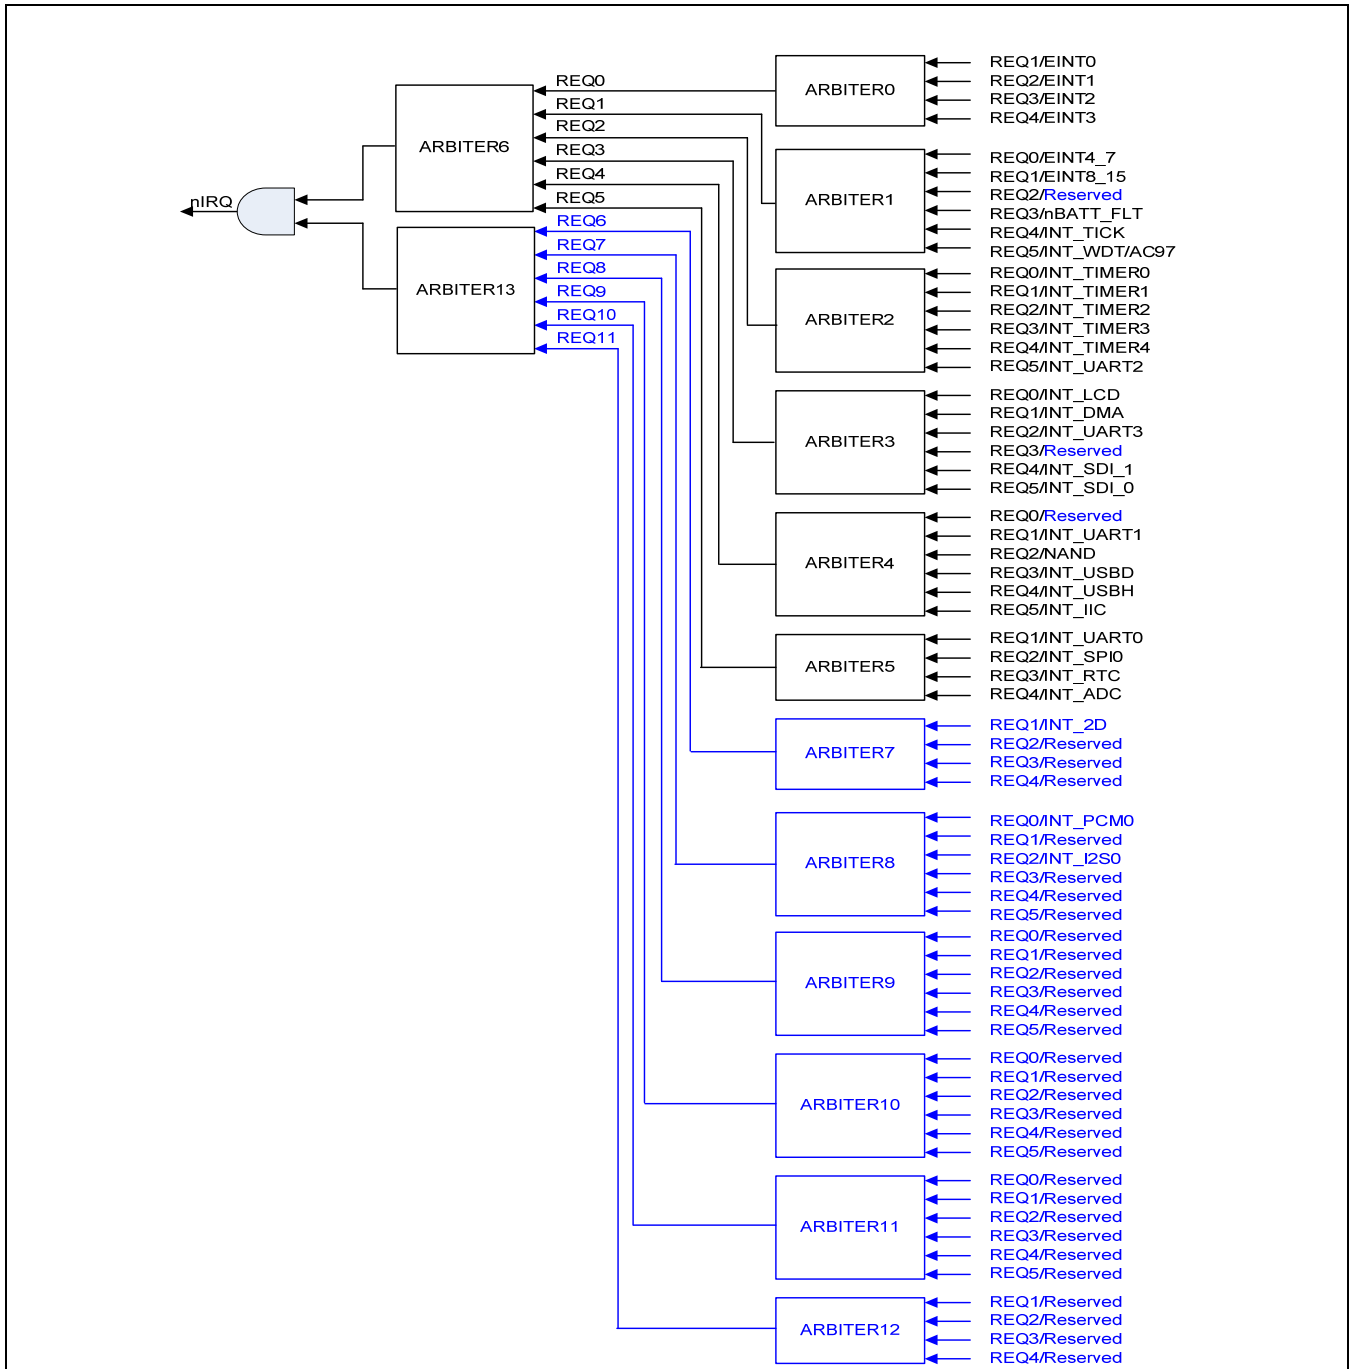 nIRQ
ARBITER6
ARBITER13
REQ0
REQ1
REQ2
REQ3
REQ4
REQ5
REQ6
REQ7
REQ8
REQ9
REQ10
REQ11
ARBITER0
REQ1/EINT0
REQ2/EINT1
REQ3/EINT2
REQ4/EINT3
ARBITER1
REQ0/EINT4_7
REQ1/EINT8_15
REQ2/Reserved
REQ3/nBATT_FLT
REQ4/INT_TICK
REQ5/INT_WDT/AC97
ARBITER2
REQ0/INT_TIMER0
REQ1/INT_TIMER1
REQ2/INT_TIMER2
REQ3/INT_TIMER3
REQ4/INT_TIMER4
REQ5/INT_UART2
ARBITER3
REQ0/INT_LCD
REQ1/INT_DMA
REQ2/INT_UART3
REQ3/Reserved
REQ4/INT_SDI_1
REQ5/INT_SDI_0
ARBITER4
REQ0/Reserved
REQ1/INT_UART1
REQ2/NAND
REQ3/INT_USBD
REQ4/INT_USBH
REQ5/INT_IIC
ARBITER5
REQ1/INT_UART0
REQ2/INT_SPI0
REQ3/INT_RTC
REQ4/INT_ADC
ARBITER7
REQ1/INT_2D
REQ2/Reserved
REQ3/Reserved
REQ4/Reserved
ARBITER8
REQ0/INT_PCM0
REQ1/Reserved
REQ2/INT_I2S0
REQ3/Reserved
REQ4/Reserved
REQ5/Reserved
ARBITER9
REQ0/Reserved
REQ1/Reserved
REQ2/Reserved
REQ3/Reserved
REQ4/Reserved
REQ5/Reserved
ARBITER10
REQ0/Reserved
REQ1/Reserved
REQ2/Reserved
REQ3/Reserved
REQ4/Reserved
REQ5/Reserved
ARBITER11
REQ0/Reserved
REQ1/Reserved
REQ2/Reserved
REQ3/Reserved
REQ4/Reserved
REQ5/Reserved
ARBITER12
REQ1/Reserved
REQ2/Reserved
REQ3/Reserved
REQ4/Reserved